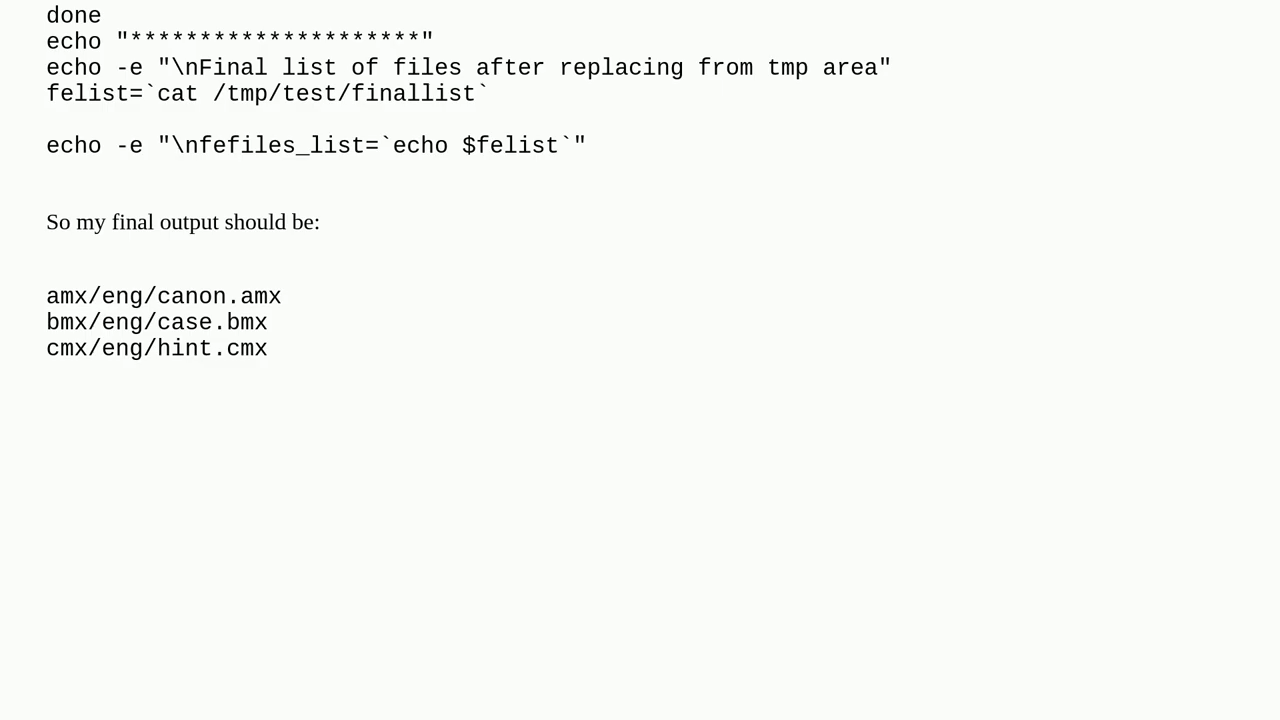 done
echo "*********************"
echo -e "\nFinal list of files after replacing from tmp area"
felist=`cat /tmp/test/finallist`
echo -e "\nfefiles_list=`echo $felist`"
So my final output should be:
amx/eng/canon.amx
bmx/eng/case.bmx
cmx/eng/hint.cmx